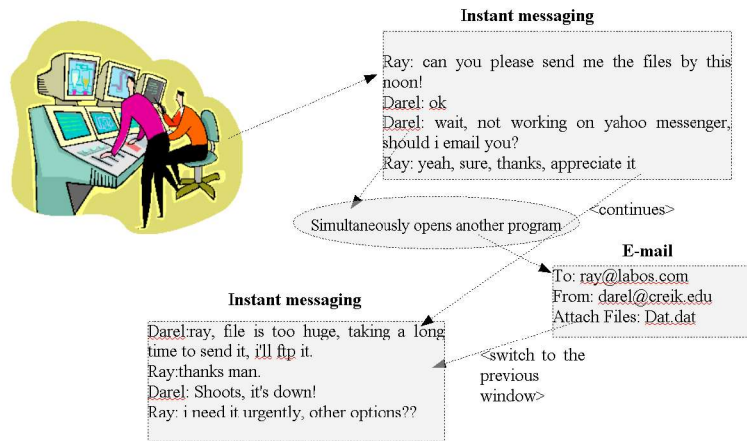 Instant messaging
Ray: can you please send me the files by this
noon!
Darel: ok
Darel: wait, not working on yahoo messenger,
should i email you?
Ray: yeah, sure, thanks, appreciate it
<continues>
Simultaneously opens another program
E-mail
To: ray@labos.com
From: darel@creik.edu
Attach Files: Dat.dat
<switch to the
previous
window>
Instant messaging
Darel:ray, file is too huge, taking a long
time to send it, i'll ftp it.
Ray:thanks man.
Darel: Shoots, it's down!
Ray: i need it urgently, other options??